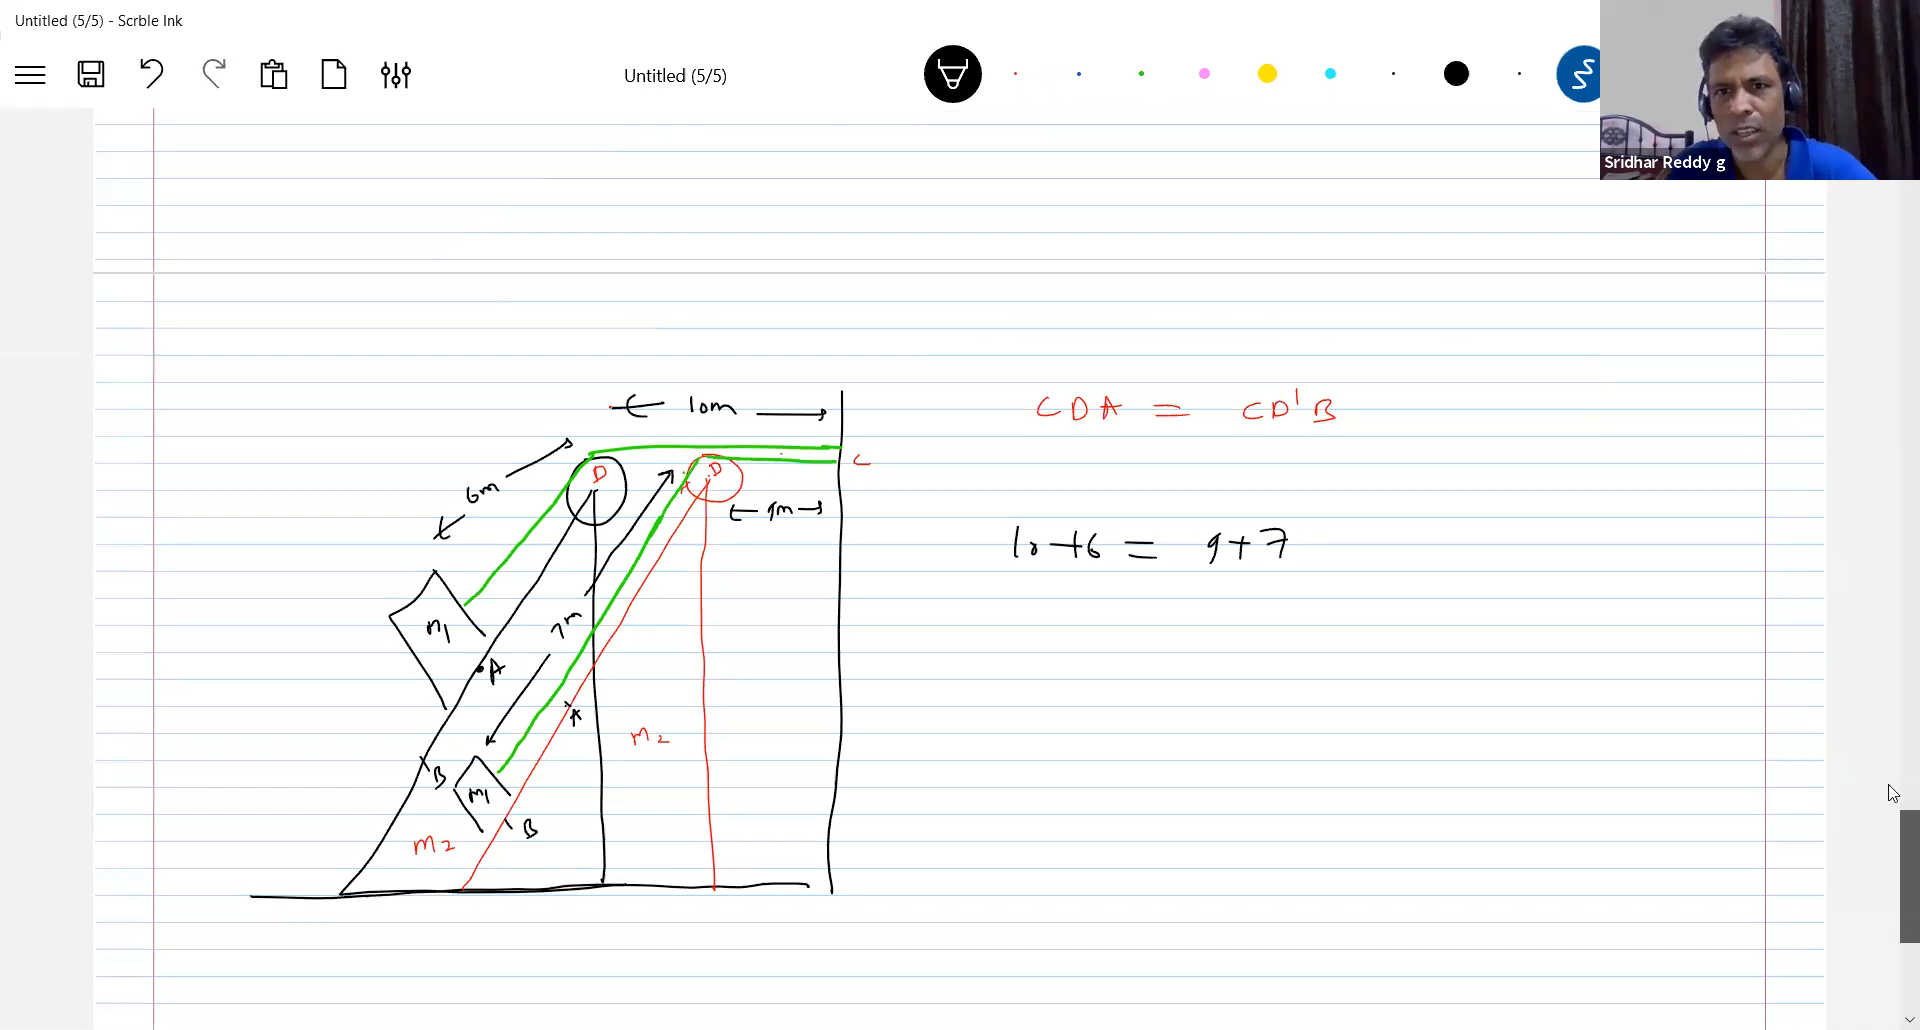 Untitled (5/5) - Scrble Ink
Untitled (5/5)
Sridhar Reddy g
10m
CDA = CD'B
C
D
D
6m
9m
10+6 = 9+7
7m
m1
A
A
m2
B
m1
B
m2